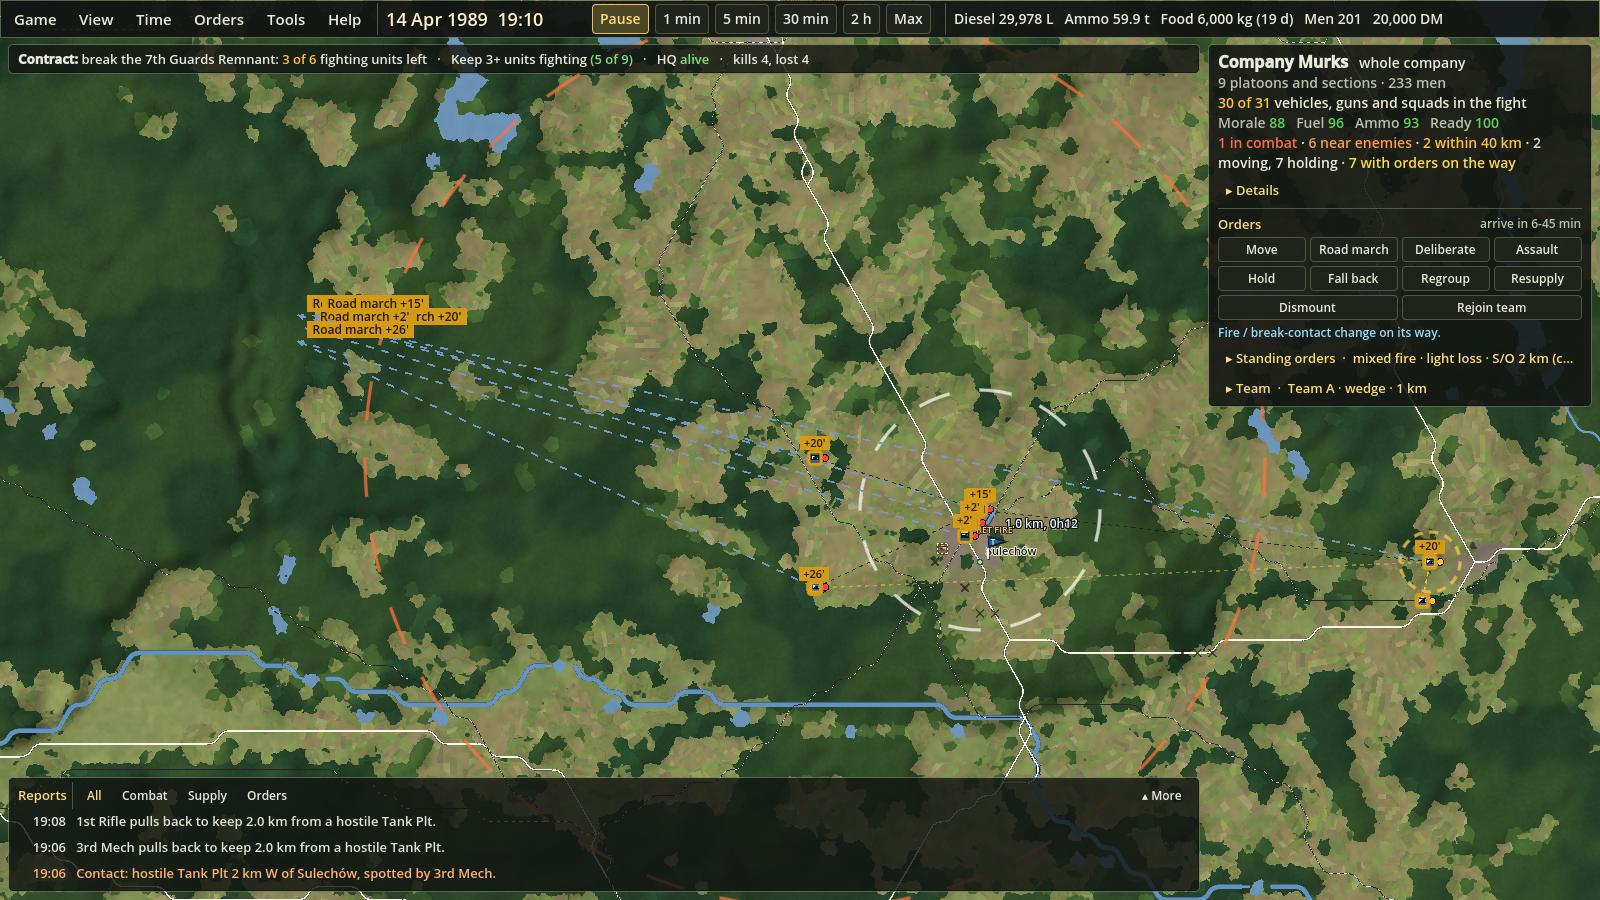 Game View Time Orders Tools Help 14 Apr 1989 19:10 Pause 1 min 5 min 30 min 2 h Max Diesel 29,978 L Ammo 59.9 t Food 6,000 kg (19 d) Men 201 20,000 DM
Contract: break the 7th Guards Remnant: 3 of 6 fighting units left · Keep 3+ units fighting (5 of 9) · HQ alive · kills 4, lost 4
Company Murks whole company
9 platoons and sections · 233 men
30 of 31 vehicles, guns and squads in the fight
Morale 88 Fuel 96 Ammo 93 Ready 100
1 in combat · 6 near enemies · 2 within 40 km · 2
moving, 7 holding · 7 with orders on the way
▸ Details
Orders arrive in 6-45 min
Move Road march Deliberate Assault
Hold Fall back Regroup Resupply
Dismount Rejoin team
Fire / break-contact change on its way.
▸ Standing orders · mixed fire · light loss · S/O 2 km (c...
▸ Team · Team A · wedge · 1 km
Road march +15'
Road march +2' rch +20'
Road march +26'
+20'
+15'
+2'
+2'
1.0 km, 0h12
ulechów
+20'
+26'
Reports All Combat Supply Orders ▴ More
19:08 1st Rifle pulls back to keep 2.0 km from a hostile Tank Plt.
19:06 3rd Mech pulls back to keep 2.0 km from a hostile Tank Plt.
19:06 Contact: hostile Tank Plt 2 km W of Sulechów, spotted by 3rd Mech.